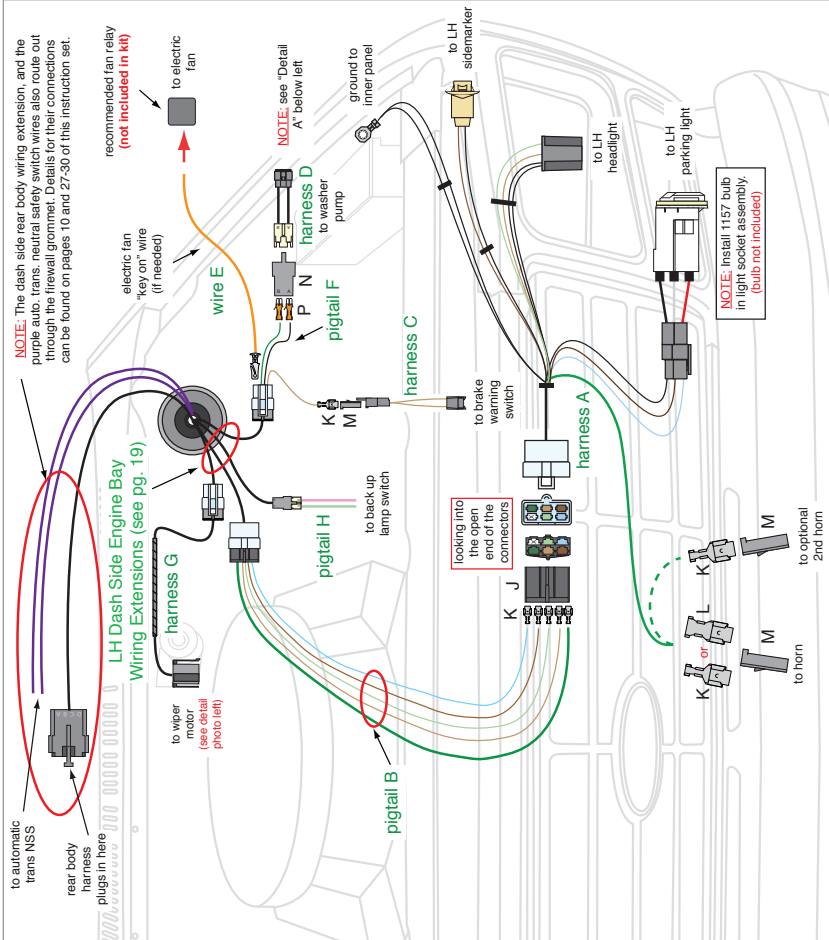 NOTE: The dash side rear body wiring extension, and the
purple auto. trans. neutral safety switch wires also route out
through the firewall grommet. Details for their connections
can be found on pages 10 and 27-30 of this instruction set.
to automatic
trans NSS
rear body
harness
plugs in here
recommended fan relay
(not included in kit)
to electric
fan
electric fan
"key on" wire
(if needed)
wire E
NOTE: see "Detail
A" below left
harness D
to washer
pump
N
P
B A
pigtail F
LH Dash Side Engine Bay
Wiring Extensions (see pg. 19)
harness G
to wiper
motor
(see detail
photo left)
pigtail H
to back up
lamp switch
K
M
harness C
to brake
warning
switch
ground to
inner panel
to LH
sidemarker
to LH
headlight
to LH
parking light
NOTE: Install 1157 bulb
in light socket assembly.
(bulb not included)
harness A
looking into
the open
end of the
connectors
J
K
pigtail B
K
or
L
M
to horn
K
M
to optional
2nd horn